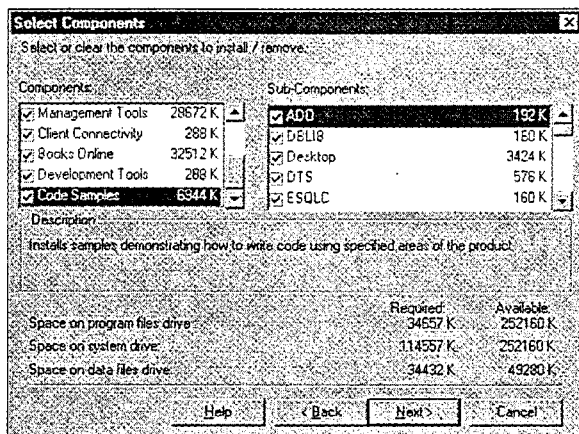 Select Components
Select or clear the components to install / remove.
Components:
Sub-Components:
Management Tools 28672 K
Client Connectivity 288 K
Books Online 32512 K
Development Tools 288 K
Code Samples 6944 K
ADO 192 K
DBLIB 160 K
Desktop 3424 K
DTS 576 K
ESQLC 160 K
Description
Installs samples demonstrating how to write code using specified areas of the product
Required: Available:
Space on program files drive: 34657 K 252160 K
Space on system drive: 114557 K 252160 K
Space on data files drive: 34432 K 49280 K
Help
< Back
Next >
Cancel